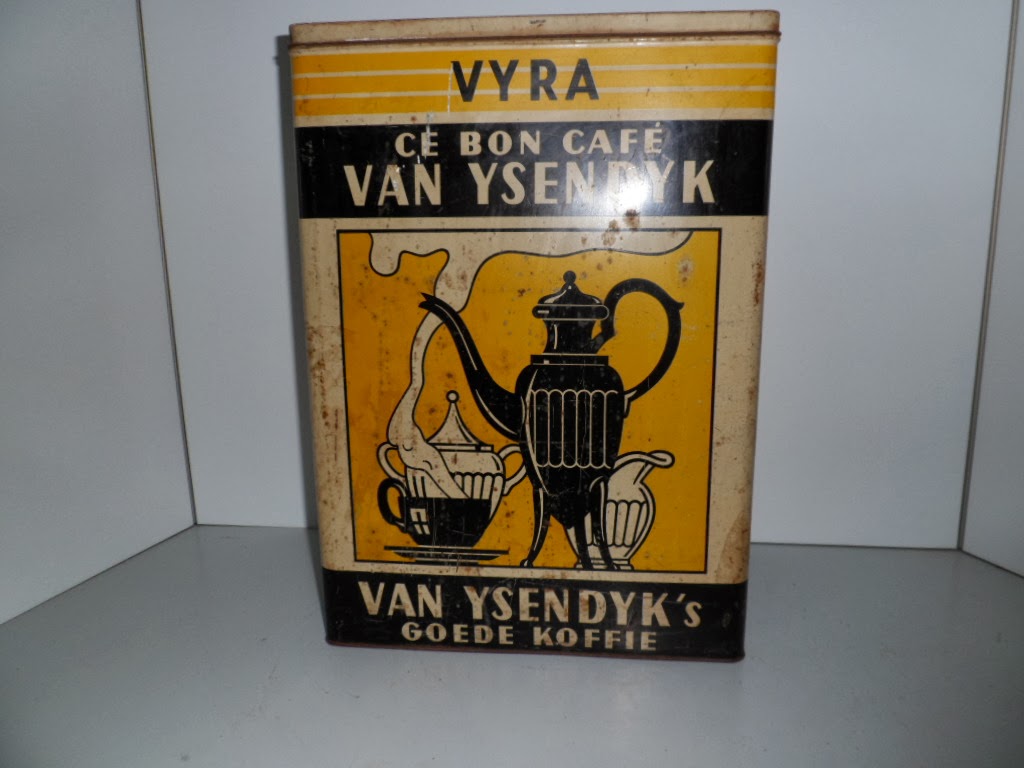 VYRA
CE BON CAFÉ
VAN YSENDYK
VAN YSENDYK's
GOEDE KOFFIE